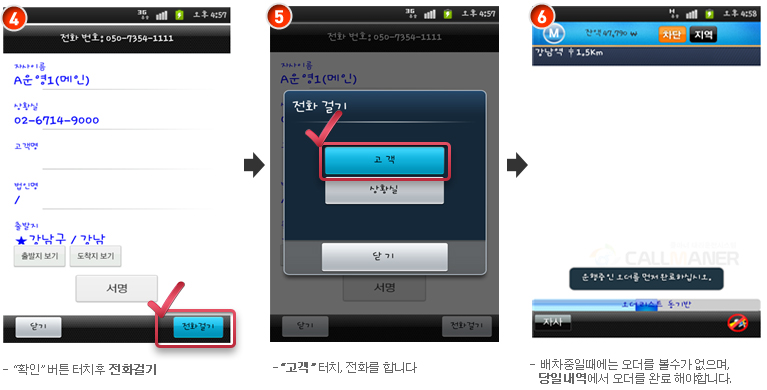 4
3G
오후 4:57
전화 번호: 050-7354-1111
지사이름
A운영1(메인)
상황실
02-6714-9000
고객명
법인명
/
출발지
★강남구 / 강남
출발지 보기
도착지 보기
서명
닫기
전화걸기
- "확인" 버튼 터치후 전화걸기
5
3G
오후 4:57
전화 번호: 050-7354-1111
지사이름
A운영1(메인)
전화 걸기
고 객
상황실
닫 기
서명
닫기
전화걸기
- "고객" 터치, 전화를 합니다
6
H
오후 4:58
M
잔액 47,790 W
차단
지역
강남역 1.5Km
CALLMANER
운행중인 오더를 먼저 완료하십시오.
오더리스트 동기반
자사
- 배차중일때에는 오더를 볼수가 없으며,
당일내역에서 오더를 완료 해야합니다.